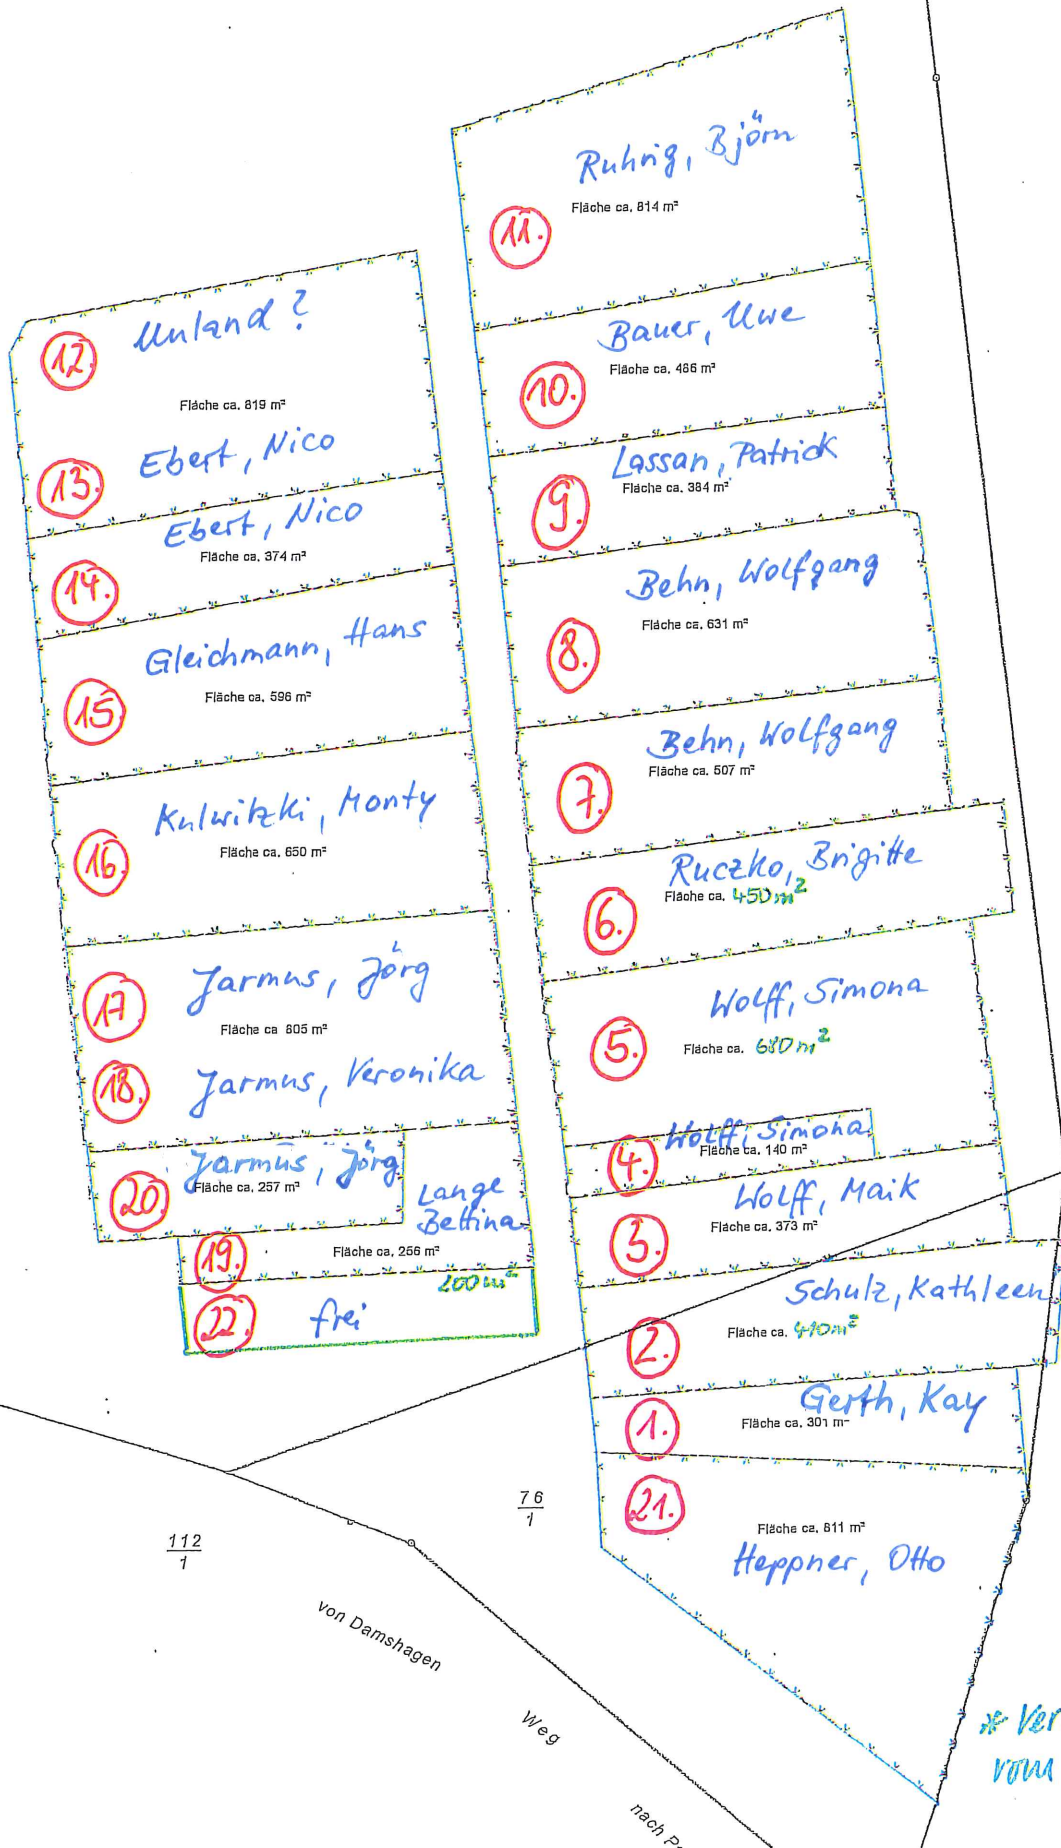 Ruhrig, Björn
Fläche ca. 814 m²
11.
Bauer, Uwe
Fläche ca. 486 m²
10.
Lassan, Patrick
Fläche ca. 384 m²
9.
Behn, Wolfgang
Fläche ca. 631 m²
8.
Behn, Wolfgang
Fläche ca. 507 m²
7.
Ruczko, Brigitte
Fläche ca. 450 m²
6.
Wolff, Simona
Fläche ca. 680 m²
5.
Wolff, Simona
Fläche ca. 140 m²
4.
Wolff, Maik
Fläche ca. 373 m²
3.
Schulz, Kathleen
Fläche ca. 410 m²
2.
Gerth, Kay
Fläche ca. 301 m²
1.
21.
Fläche ca. 811 m²
Heppner, Otto
12.
Unland ?
Fläche ca. 819 m²
13.
Ebert, Nico
Ebert, Nico
Fläche ca. 374 m²
14.
Gleichmann, Hans
Fläche ca. 596 m²
15.
Kulwitzki, Monty
Fläche ca. 650 m²
16.
Jarmus, Jörg
17.
Fläche ca 805 m²
18.
Jarmus, Veronika
Jarmus, Jörg
Fläche ca. 257 m²
20.
Lange
Bettina
19.
Fläche ca. 256 m²
200 m²
22.
frei
76
1
112
1
von Damshagen
Weg
nach
* Ver
vom